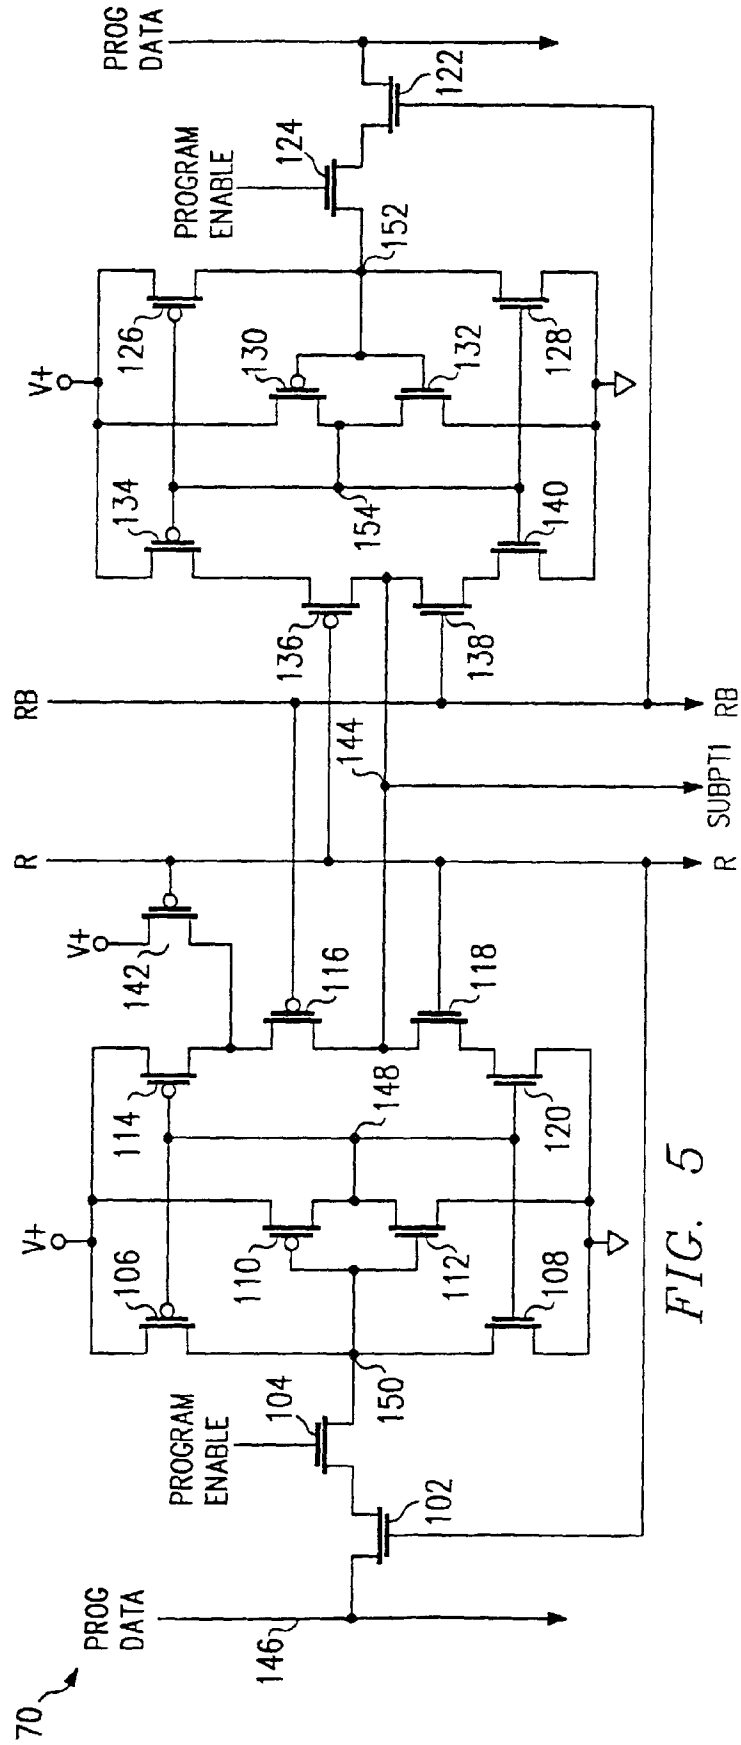 70
PROG
DATA
146
102
PROGRAM
ENABLE
104
150
V+
106
108
110
112
148
114
120
116
118
V+
142
R
R
144
SUBPT1
RB
RB
136
138
134
140
154
V+
130
132
126
128
152
PROGRAM
ENABLE
124
122
PROG
DATA
FIG. 5